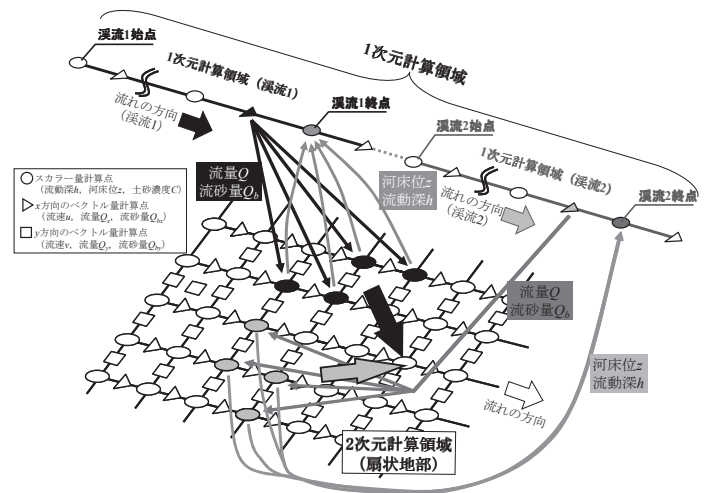 溪流1始点
1次元計算領域
1次元計算領域（溪流1）
流れの方向
（溪流1）
溪流1終点
溪流2始点
1次元計算領域（溪流2）
流れの方向
（溪流2）
溪流2終点
流量Q
流砂量Qb
河床位z
流動深h
スカラー量計算点
（流動深h，河床位z，土砂濃度C）
x方向のベクトル量計算点
（流速u，流量Qx，流砂量Qbx）
y方向のベクトル量計算点
（流速v，流量Qy，流砂量Qby）
流量Q
流砂量Qb
河床位z
流動深h
流れの方向
2次元計算領域
（扇状地部）